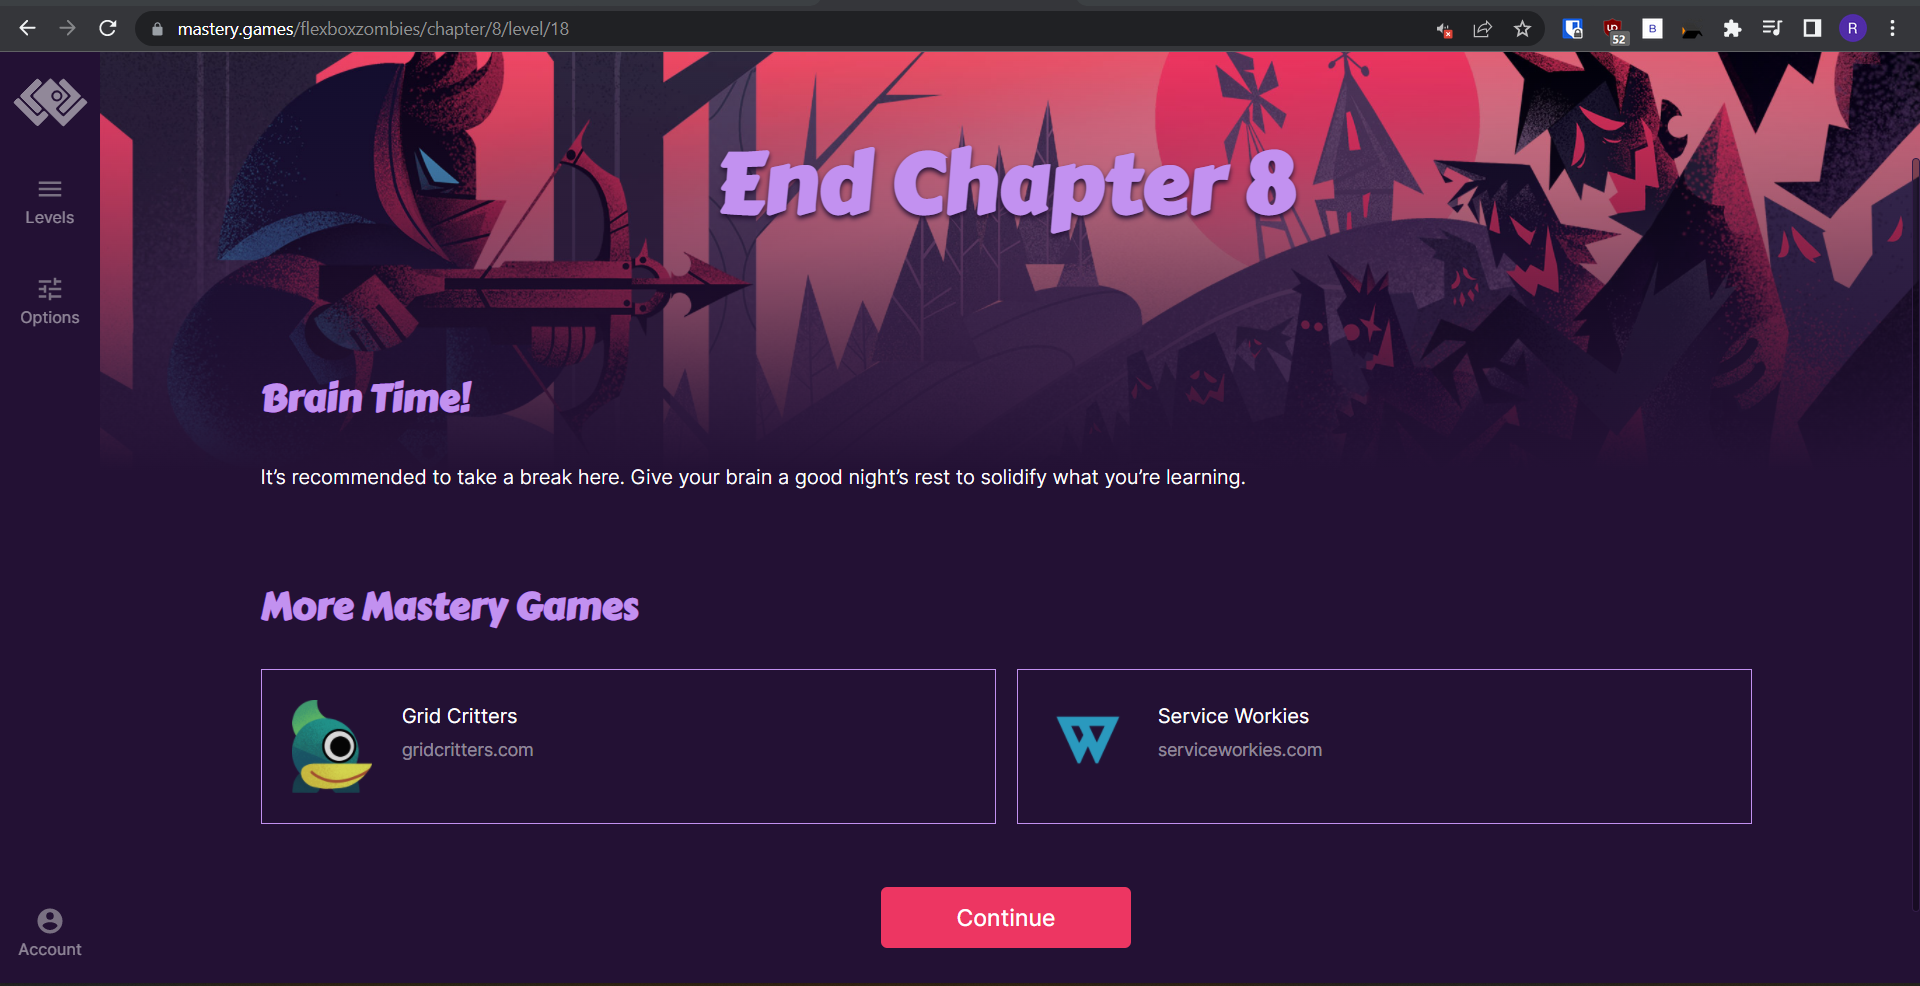 mastery.games/flexboxzombies/chapter/8/level/18
52
B
R
Levels
Options
End Chapter 8
Brain Time!
It's recommended to take a break here. Give your brain a good night's rest to solidify what you're learning.
More Mastery Games
Grid Critters
gridcritters.com
Service Workies
serviceworkies.com
Continue
Account